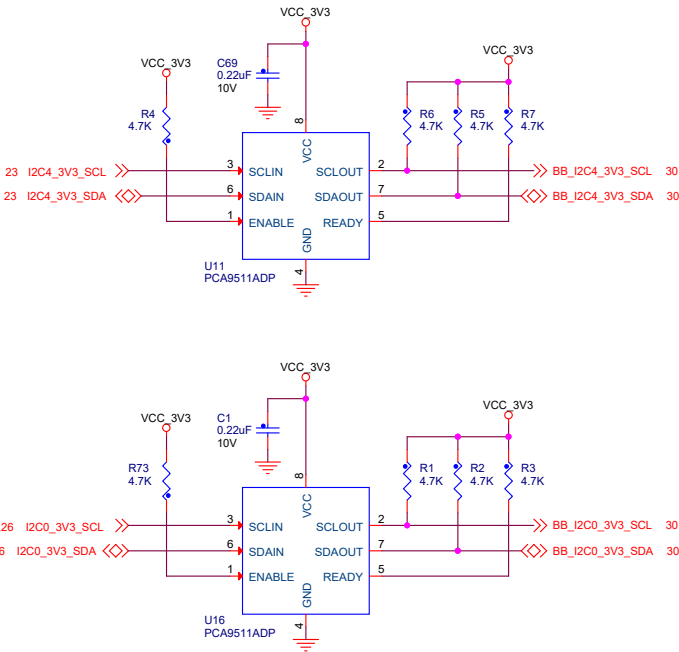 VCC_3V3
VCC_3V3
C69
0.22uF
10V
VCC_3V3
R4
4.7K
R6
4.7K
R5
4.7K
R7
4.7K
8
VCC
23 I2C4_3V3_SCL
3
SCLIN
SCLOUT
2
BB_I2C4_3V3_SCL 30
23 I2C4_3V3_SDA
6
SDAIN
SDAOUT
7
BB_I2C4_3V3_SDA 30
1
ENABLE
READY
5
GND
4
U11
PCA9511ADP
VCC_3V3
VCC_3V3
C1
0.22uF
10V
VCC_3V3
R73
4.7K
R1
4.7K
R2
4.7K
R3
4.7K
8
VCC
26 I2C0_3V3_SCL
3
SCLIN
SCLOUT
2
BB_I2C0_3V3_SCL 30
6 I2C0_3V3_SDA
6
SDAIN
SDAOUT
7
BB_I2C0_3V3_SDA 30
1
ENABLE
READY
5
GND
4
U16
PCA9511ADP